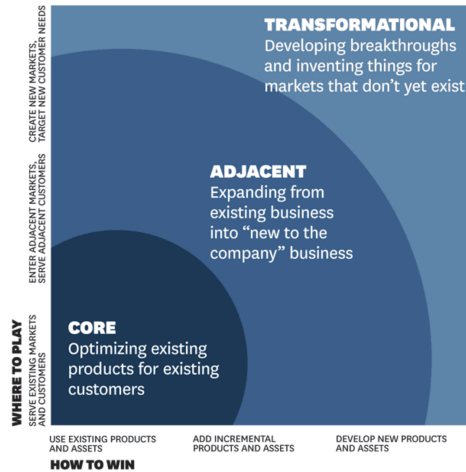 TRANSFORMATIONAL
Developing breakthroughs
and inventing things for
markets that don't yet exist
ADJACENT
Expanding from
existing business
into "new to the
company" business
CORE
Optimizing existing
products for existing
customers
WHERE TO PLAY
CREATE NEW MARKETS,
TARGET NEW CUSTOMER NEEDS
ENTER ADJACENT MARKETS,
SERVE ADJACENT CUSTOMERS
SERVE EXISTING MARKETS
AND CUSTOMERS
USE EXISTING PRODUCTS
AND ASSETS
ADD INCREMENTAL
PRODUCTS AND ASSETS
DEVELOP NEW PRODUCTS
AND ASSETS
HOW TO WIN